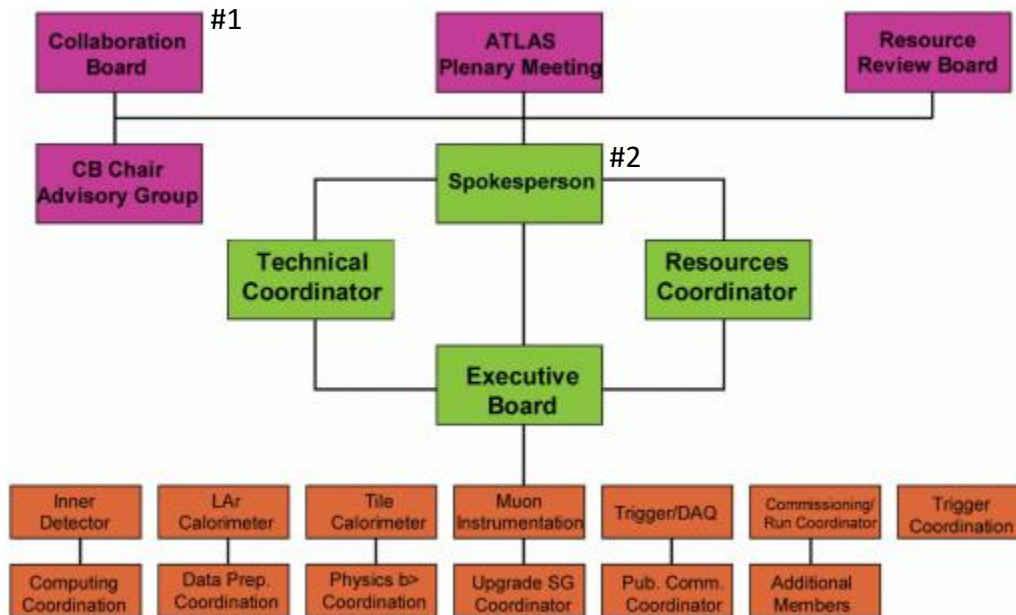 Collaboration
Board
#1
ATLAS
Plenary Meeting
Resource
Review Board
CB Chair
Advisory Group
Spokesperson
#2
Technical
Coordinator
Resources
Coordinator
Executive
Board
Inner
Detector
LAr
Calorimeter
Tile
Calorimeter
Muon
Instrumentation
Trigger/DAQ
Commissioning/
Run Coordinator
Trigger
Coordination
Computing
Coordination
Data Prep.
Coordination
Physics b>
Coordination
Upgrade SG
Coordinator
Pub. Comm.
Coordinator
Additional
Members